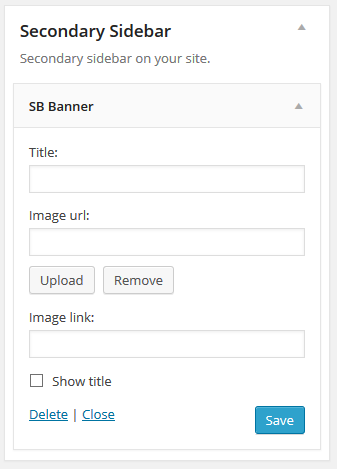 Secondary Sidebar
Secondary sidebar on your site.
SB Banner
Title:
Image url:
Upload Remove
Image link:
Show title
Delete | Close Save